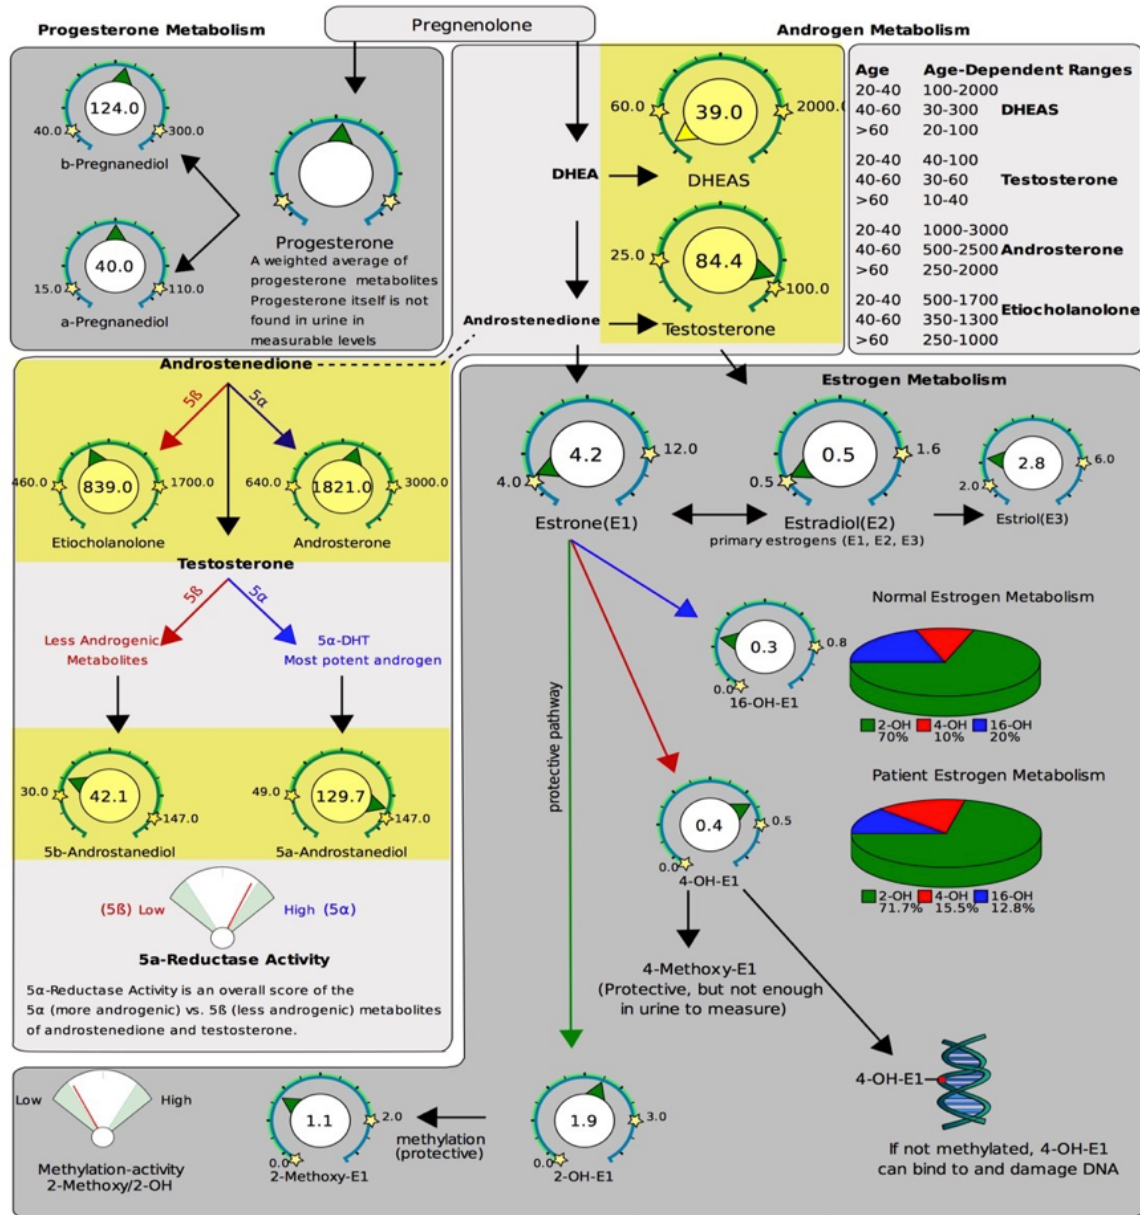 Progesterone Metabolism
Pregnenolone
Androgen Metabolism
124.0
40.0
300.0
b-Pregnanediol
40.0
15.0
110.0
a-Pregnanediol
Progesterone
A weighted average of
progesterone metabolites
Progesterone itself is not
found in urine in
measurable levels
DHEA
39.0
60.0
2000.0
DHEAS
84.4
25.0
100.0
Testosterone
Androstenedione
Age Age-Dependent Ranges
20-40 100-2000
40-60 30-300 DHEAS
>60 20-100
20-40 40-100
40-60 30-60 Testosterone
>60 10-40
20-40 1000-3000
40-60 500-2500 Androsterone
>60 250-2000
20-40 500-1700
40-60 350-1300 Etiocholanolone
>60 250-1000
Androstenedione
5ß
5α
839.0
460.0
1700.0
Etiocholanolone
1821.0
640.0
3000.0
Androsterone
Testosterone
5ß
5α
Less Androgenic
Metabolites
5α-DHT
Most potent androgen
42.1
30.0
147.0
5b-Androstanediol
129.7
49.0
147.0
5a-Androstanediol
(5ß) Low
High (5α)
5a-Reductase Activity
5α-Reductase Activity is an overall score of the
5α (more androgenic) vs. 5ß (less androgenic) metabolites
of androstenedione and testosterone.
Estrogen Metabolism
4.2
4.0
12.0
Estrone(E1)
0.5
0.5
1.6
Estradiol(E2)
2.8
2.0
6.0
Estriol(E3)
primary estrogens (E1, E2, E3)
protective pathway
0.3
0.0
0.8
16-OH-E1
0.4
0.0
0.5
4-OH-E1
Normal Estrogen Metabolism
2-OH 4-OH 16-OH
70% 10% 20%
Patient Estrogen Metabolism
2-OH 4-OH 16-OH
71.7% 15.5% 12.8%
4-Methoxy-E1
(Protective, but not enough
in urine to measure)
4-OH-E1
If not methylated, 4-OH-E1
can bind to and damage DNA
Low
High
Methylation-activity
2-Methoxy/2-OH
1.1
0.0
2.0
2-Methoxy-E1
methylation
(protective)
1.9
0.0
3.0
2-OH-E1